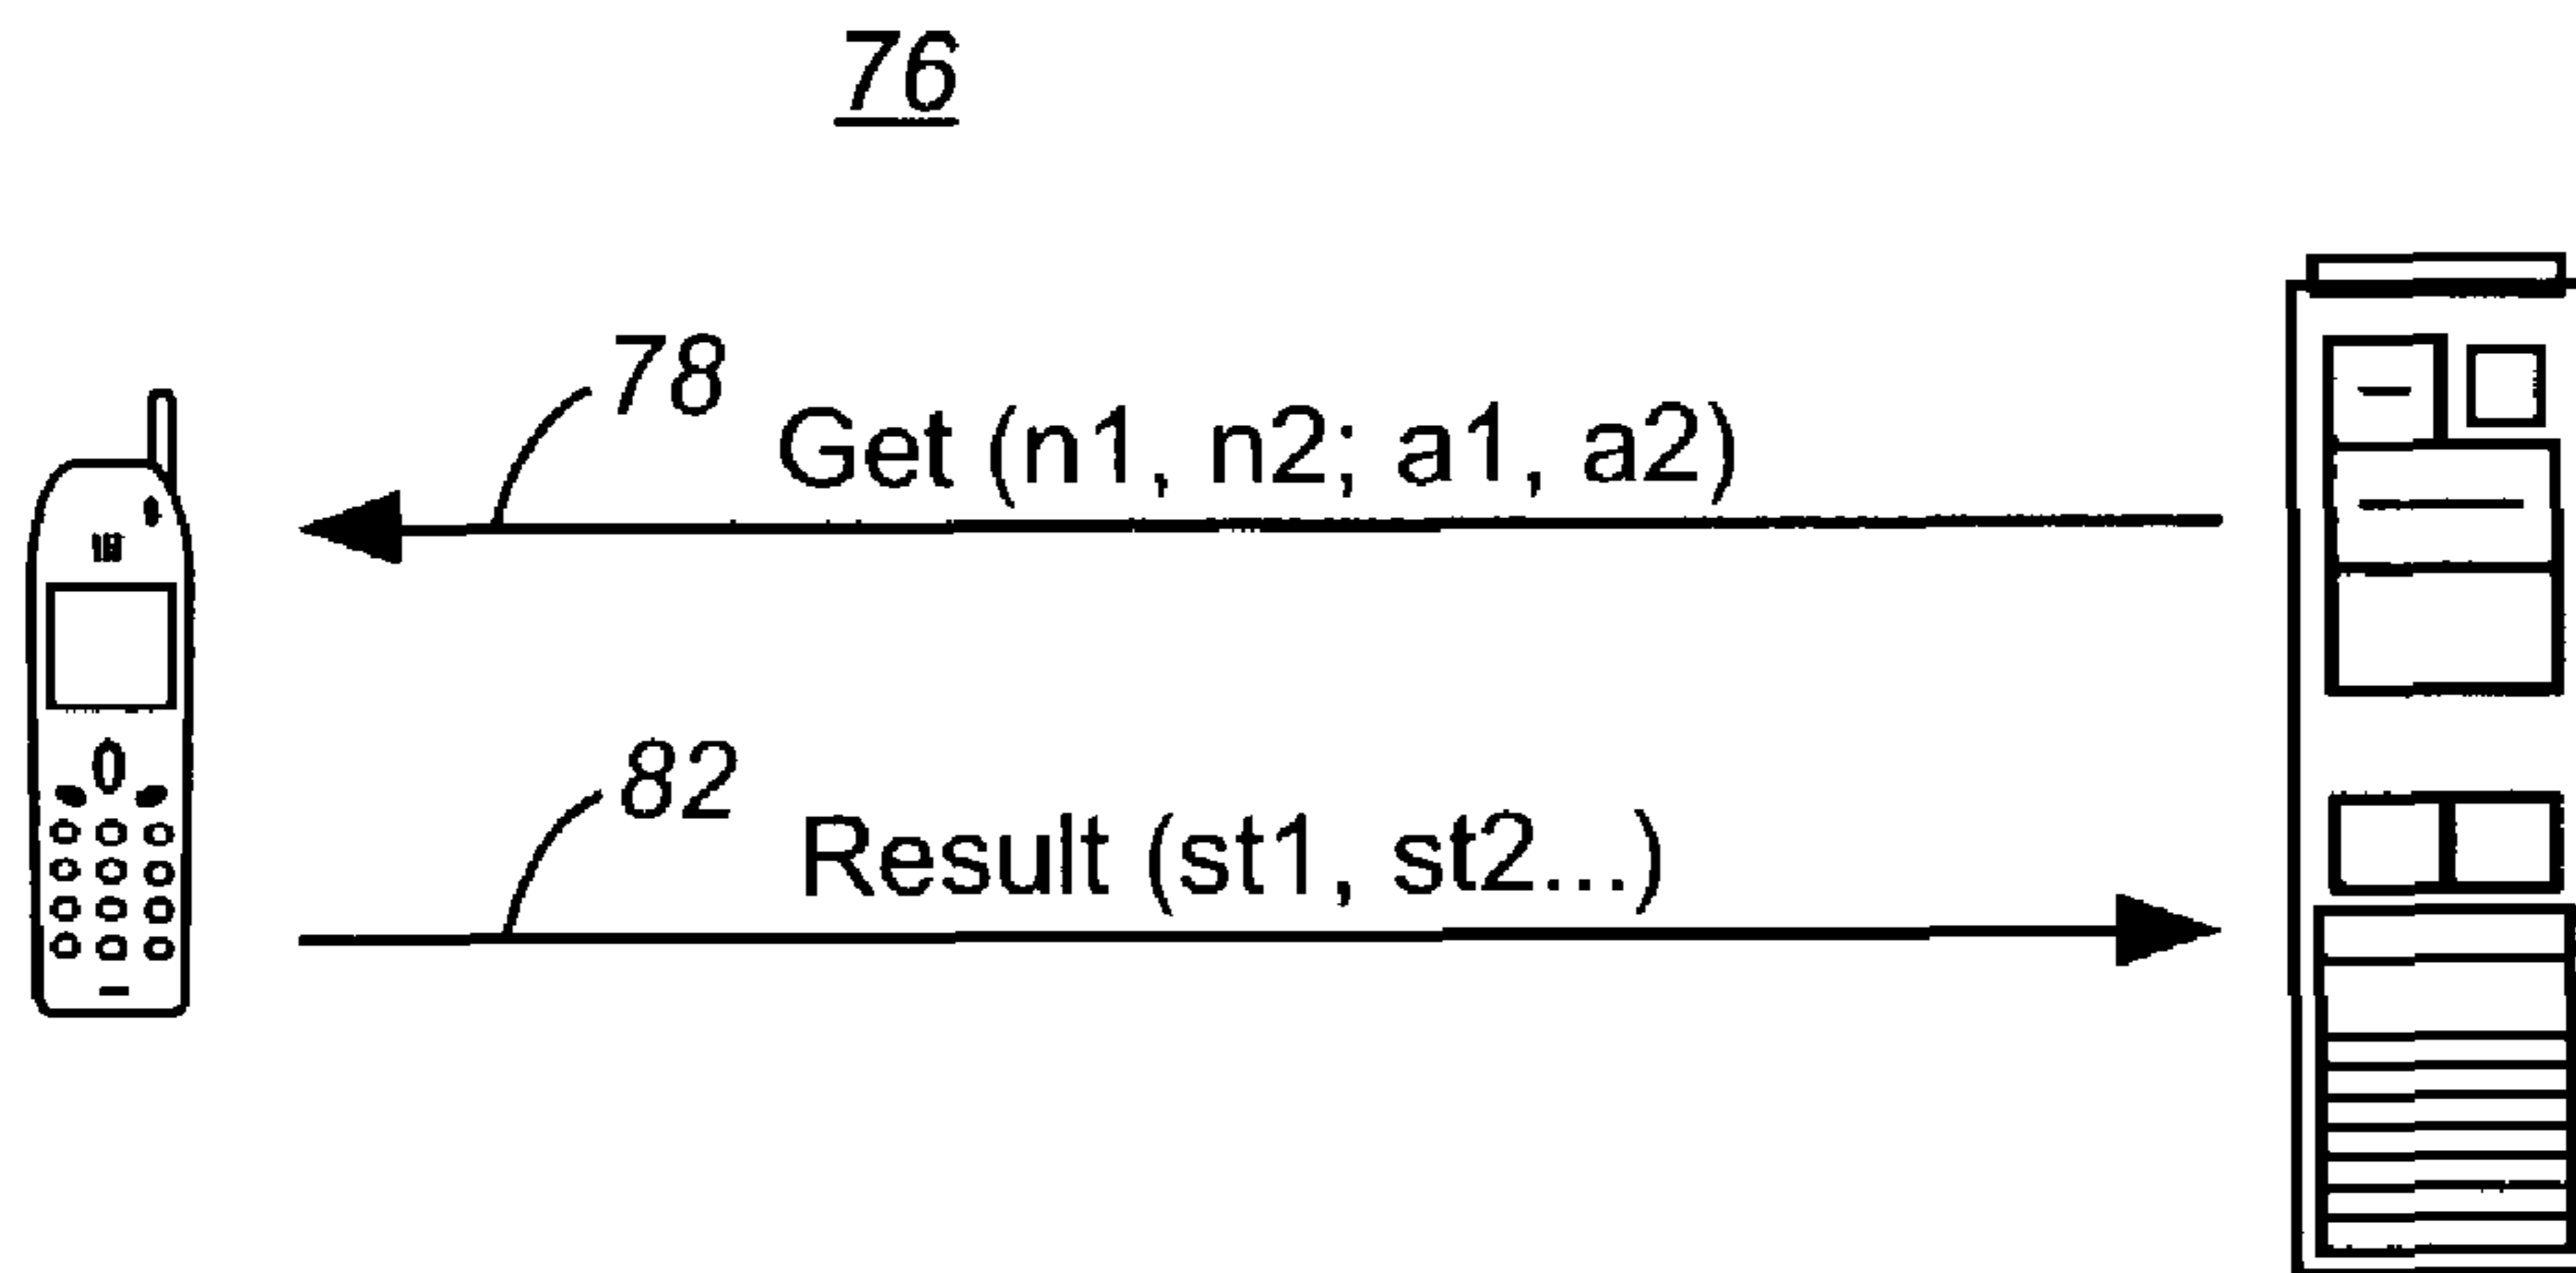 76
78
Get (n1, n2; a1, a2)
82
Result (st1, st2...)